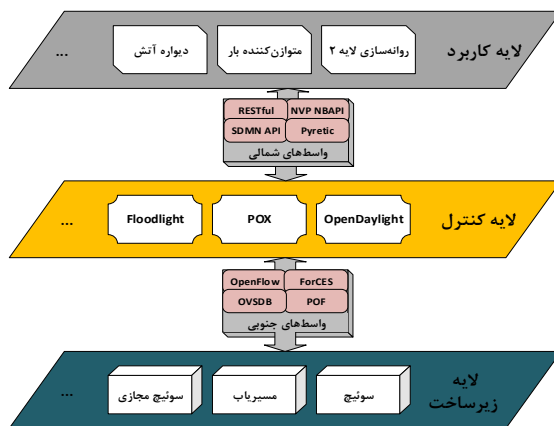 لایه کاربرد
روانه‌سازی لایه ۲
متوازن‌کننده بار
دیواره آتش
...
RESTful
NVP NBAPI
SDMN API
Pyretic
واسط‌های شمالی
لایه کنترل
OpenDaylight
POX
Floodlight
...
OpenFlow
ForCES
OVSDB
POF
واسط‌های جنوبی
لایه
زیرساخت
سوئیچ
مسیریاب
سوئیچ مجازی
...